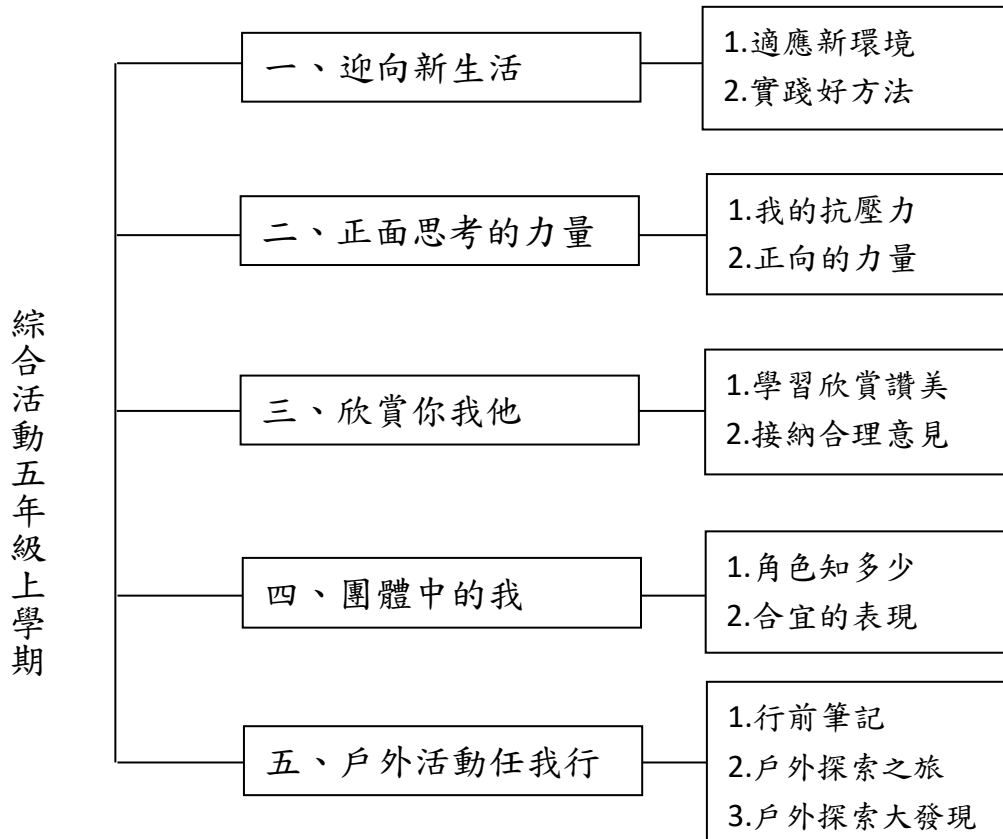 綜合活動五年級上學期
一、迎向新生活
1.適應新環境
2.實踐好方法
二、正面思考的力量
1.我的抗壓力
2.正向的力量
三、欣賞你我他
1.學習欣賞讚美
2.接納合理意見
四、團體中的我
1.角色知多少
2.合宜的表現
五、戶外活動任我行
1.行前筆記
2.戶外探索之旅
3.戶外探索大發現